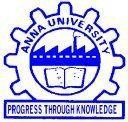 ANNA UNIVERSITY
PROGRESS THROUGH KNOWLEDGE